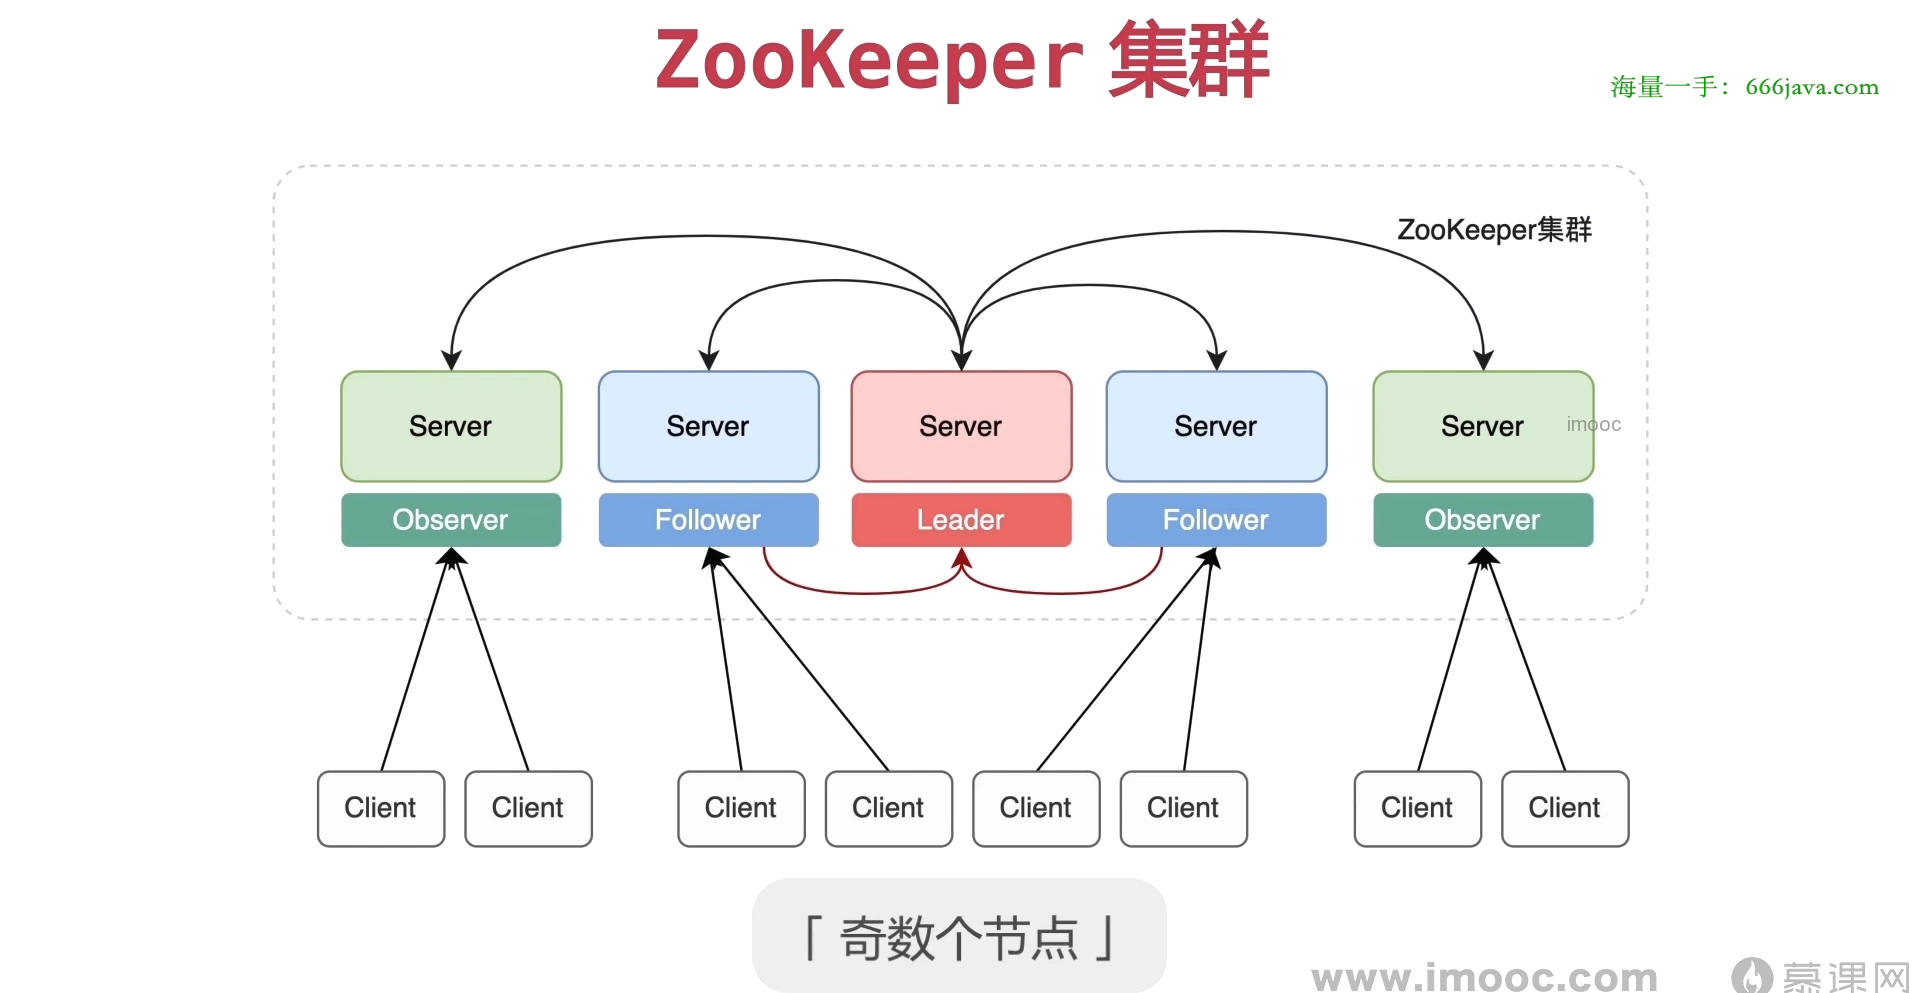 ZooKeeper 集群
海量一手：666java.com
ZooKeeper集群
Server
Server
Server
Server
Server
imooc
Observer
Follower
Leader
Follower
Observer
Client
Client
Client
Client
Client
Client
Client
Client
「 奇数个节点 」
www.imooc.com
慕课网